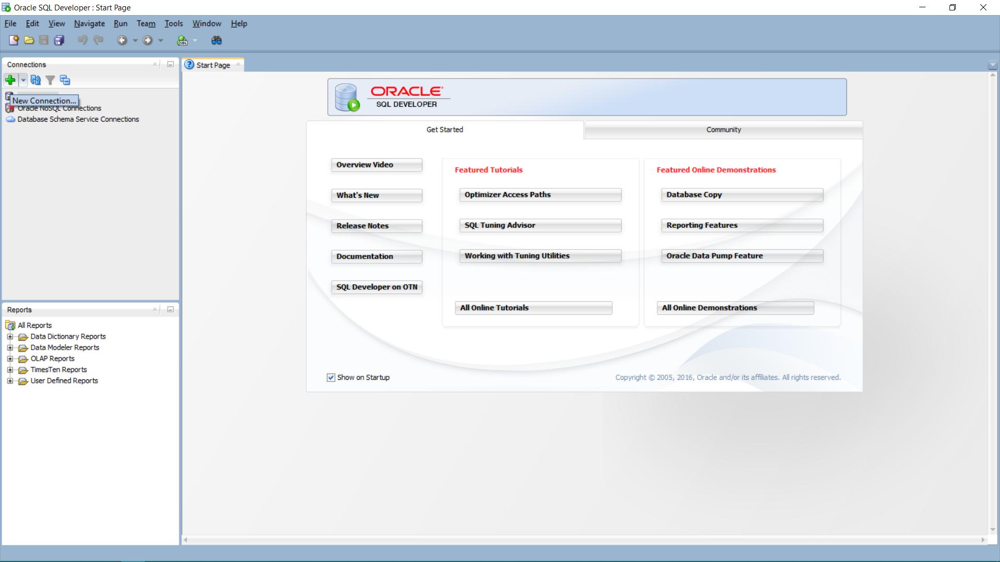 Oracle SQL Developer : Start Page
File Edit View Navigate Run Team Tools Window Help
SQL
Connections
New Connection...
Oracle NoSQL Connections
Database Schema Service Connections
Reports
All Reports
Data Dictionary Reports
Data Modeler Reports
OLAP Reports
TimesTen Reports
User Defined Reports
Start Page
ORACLE
SQL DEVELOPER
Get Started
Community
Overview Video
What's New
Release Notes
Documentation
SQL Developer on OTN
Featured Tutorials
Optimizer Access Paths
SQL Tuning Advisor
Working with Tuning Utilities
All Online Tutorials
Featured Online Demonstrations
Database Copy
Reporting Features
Oracle Data Pump Feature
All Online Demonstrations
Show on Startup
Copyright © 2005, 2016, Oracle and/or its affiliates. All rights reserved.